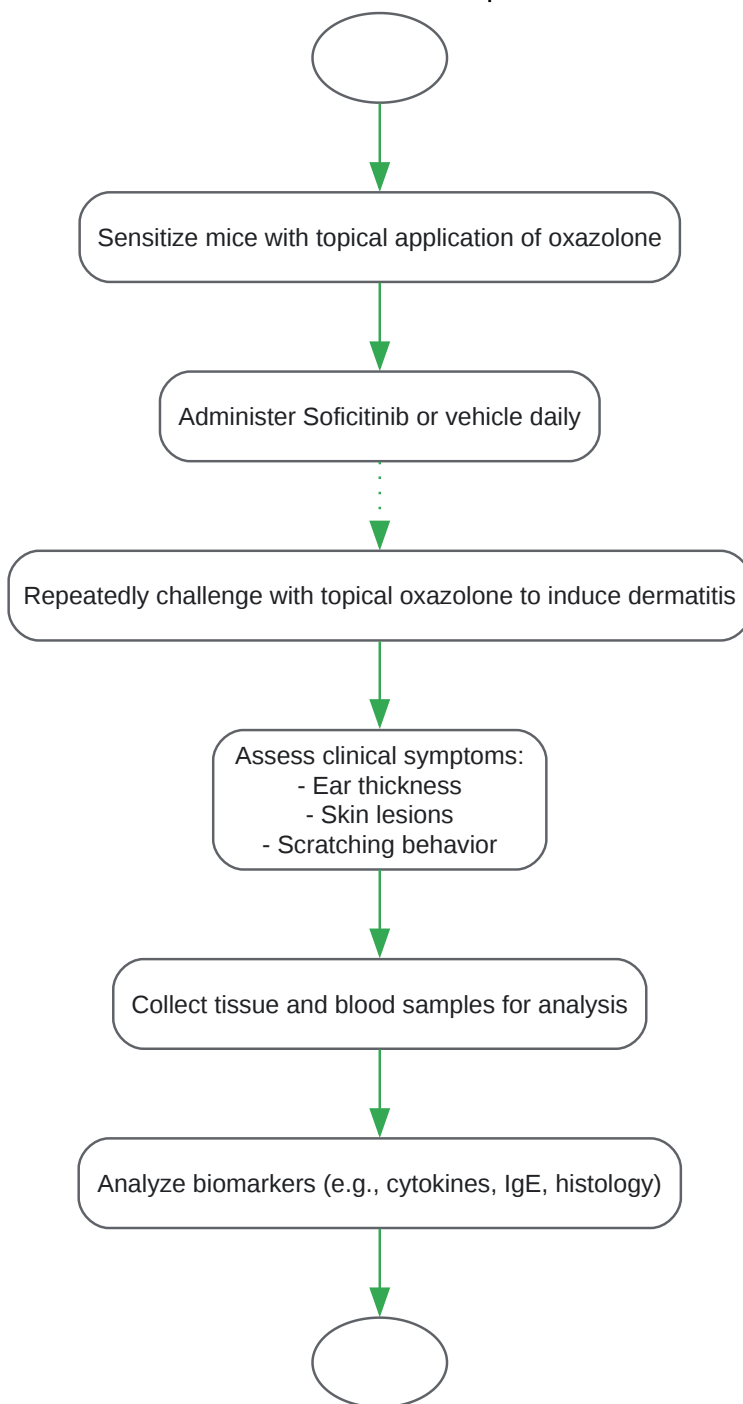 Sensitize mice with topical application of oxazolone
Administer Soficitinib or vehicle daily
Repeatedly challenge with topical oxazolone to induce dermatitis
Assess clinical symptoms:
- Ear thickness
- Skin lesions
- Scratching behavior
Collect tissue and blood samples for analysis
Analyze biomarkers (e.g., cytokines, IgE, histology)